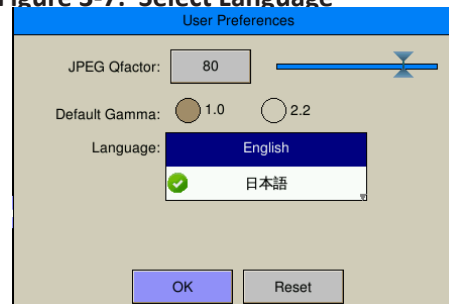 Figure 3-7. Select Language
User Preferences
JPEG Qfactor: 80
Default Gamma: 1.0 2.2
Language: English
日本語
OK Reset